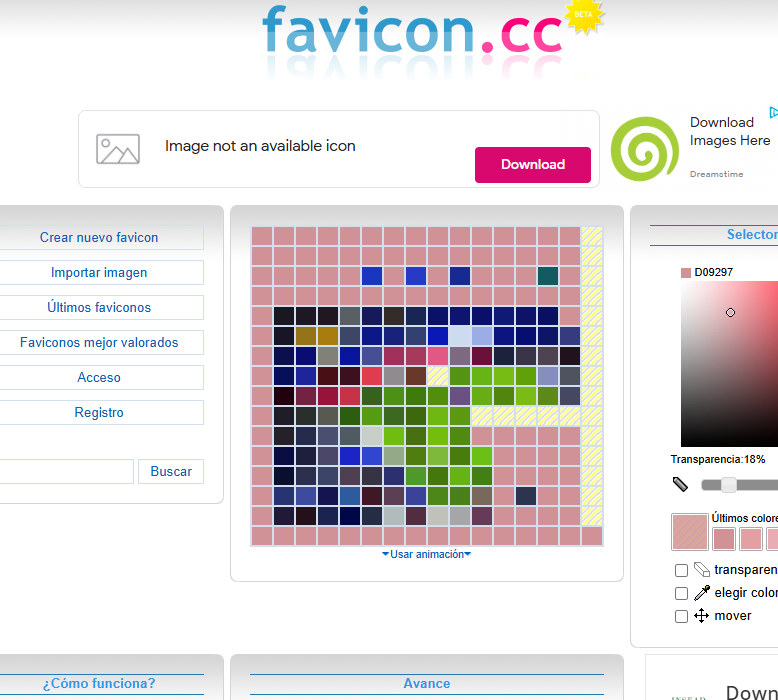 favicon.cc
BETA
Image not an available icon
Download
Download
Images Here
Dreamstime
Crear nuevo favicon
Importar imagen
Últimos faviconos
Faviconos mejor valorados
Acceso
Registro
Buscar
Usar animación
Selector
D09297
Transparencia:18%
Últimos colore
transparen
elegir color
mover
¿Cómo funciona?
Avance
INSEAD
Down